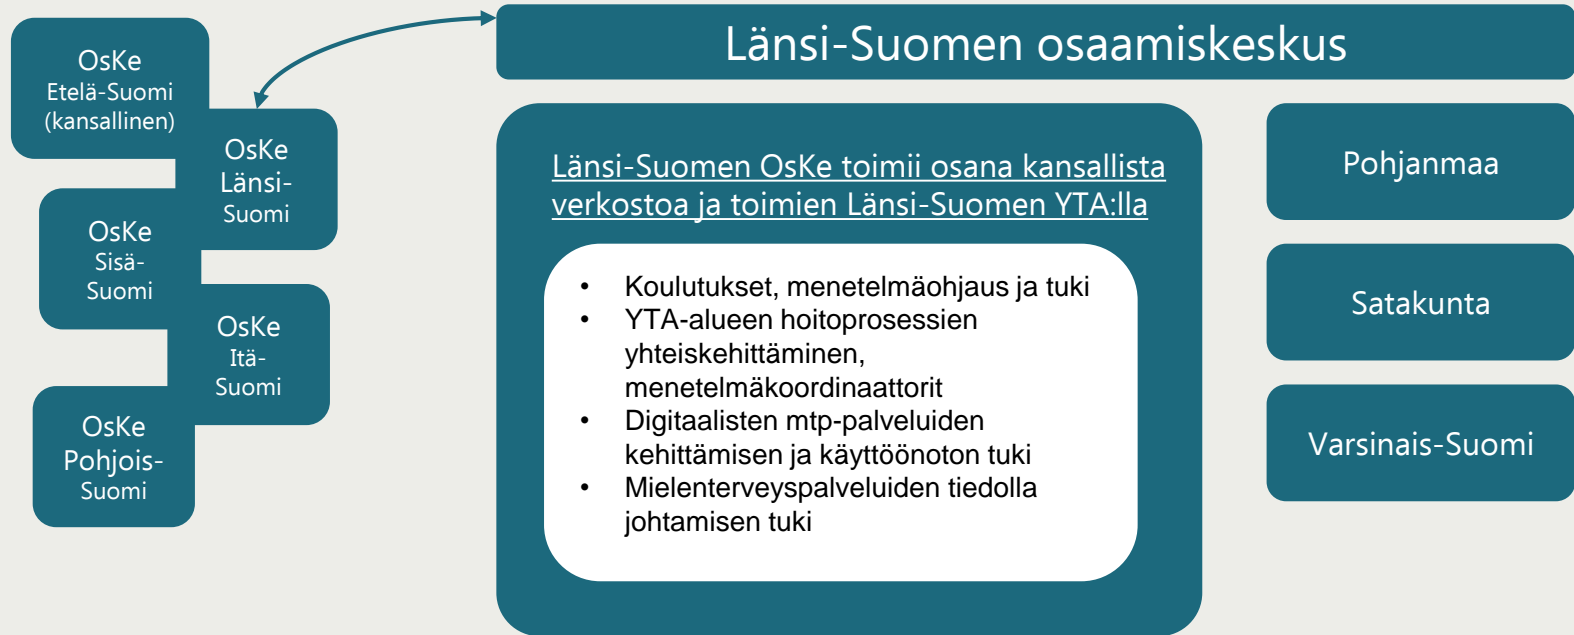 OsKe
Etelä-Suomi
(kansallinen)
OsKe
Länsi-
Suomi
OsKe
Sisä-
Suomi
OsKe
Itä-
Suomi
OsKe
Pohjois-
Suomi
Länsi-Suomen osaamiskeskus
Länsi-Suomen OsKe toimii osana kansallista
verkostoa ja toimien Länsi-Suomen YTA:lla
• Koulutukset, menetelmäohjaus ja tuki
• YTA-alueen hoitoprosessien
yhteiskehittäminen,
menetelmäkoordinaattorit
• Digitaalisten mtp-palveluiden
kehittämisen ja käyttöönoton tuki
• Mielenterveyspalveluiden tiedolla
johtamisen tuki
Pohjanmaa
Satakunta
Varsinais-Suomi